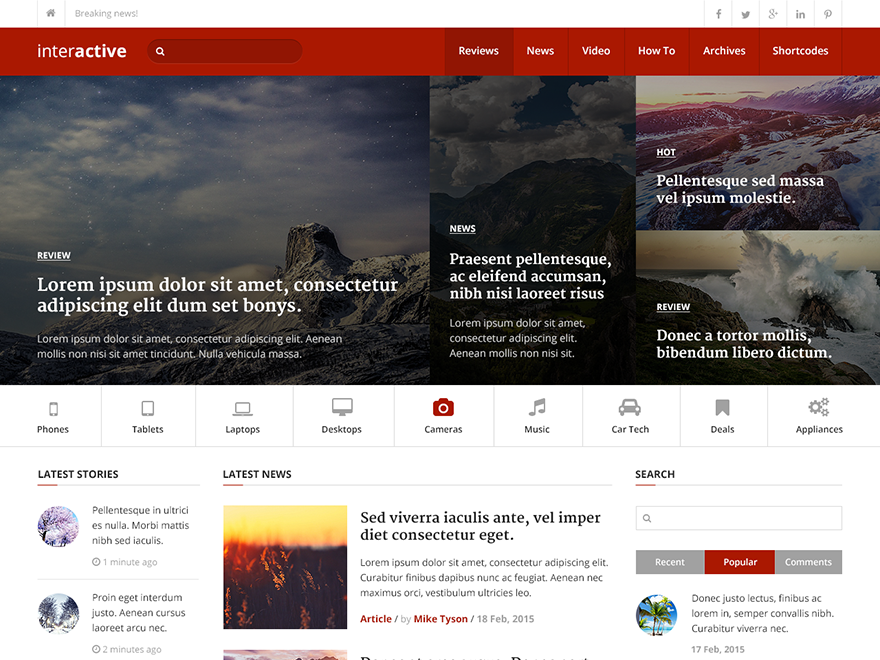 Breaking news!
interactive
Reviews
News
Video
How To
Archives
Shortcodes
REVIEW
Lorem ipsum dolor sit amet, consectetur
adipiscing elit dum set bonys.
Lorem ipsum dolor sit amet, consectetur adipiscing elit. Aenean
mollis non nisi sit amet tincidunt. Nulla vehicula massa.
NEWS
Praesent pellentesque,
ac eleifend accumsan,
nibh nisi laoreet risus
Lorem ipsum dolor sit amet,
consectetur adipiscing elit.
Aenean mollis non nisi sit.
HOT
Pellentesque sed massa
vel ipsum molestie.
REVIEW
Donec a tortor mollis,
bibendum libero dictum.
Phones
Tablets
Laptops
Desktops
Cameras
Music
Car Tech
Deals
Appliances
LATEST STORIES
Pellentesque in ultrici
es nulla. Morbi mattis
nibh sed iaculis.
1 minute ago
Proin eget interdum
justo. Aenean cursus
laoreet arcu nec.
2 minutes ago
LATEST NEWS
Sed viverra iaculis ante, vel imper
diet consectetur eget.
Lorem ipsum dolor sit amet, consectetur adipiscing elit.
Curabitur finibus dapibus nunc ac feugiat. Aenean nec
maximus orci, vestibulum ultricies leo.
Article / by Mike Tyson / 18 Feb, 2015
SEARCH
Recent
Popular
Comments
Donec justo lectus, finibus ac
lorem in, semper convallis nibh.
Curabitur viverra nec.
18 Feb, 2015